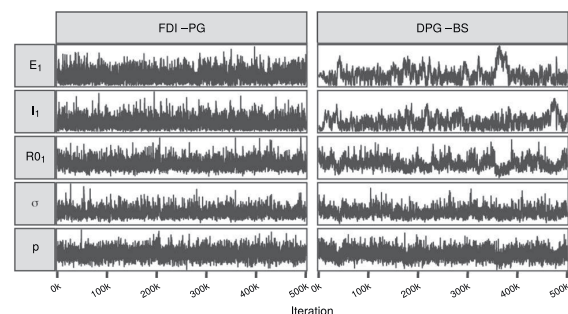 FDI –PG DPG –BS
E₁
I₁
R0₁
σ
p
0k 100k 200k 300k 400k 500k 0k 100k 200k 300k 400k 500k
Iteration